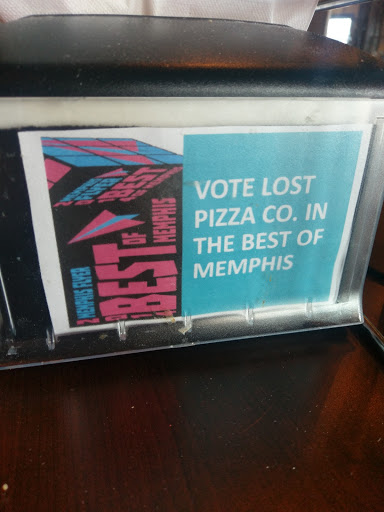 MEMPHIS FLYER
BEST OF
MEMPHIS
VOTE LOST
PIZZA CO. IN
THE BEST OF
MEMPHIS